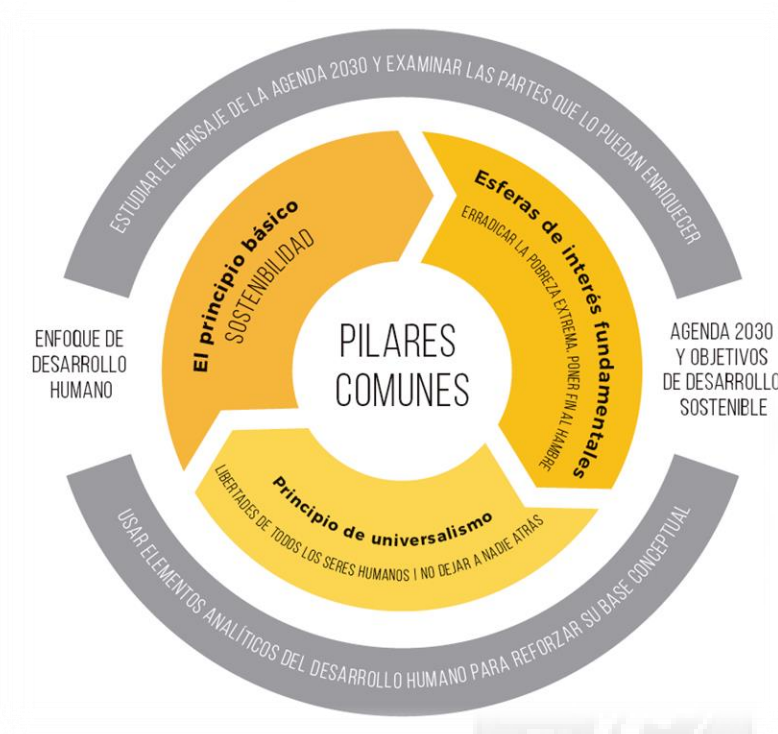 ESTUDIAR EL MENSAJE DE LA AGENDA 2030 Y EXAMINAR LAS PARTES QUE LO PUEDAN ENRIQUECER
El principio básico
SOSTENIBILIDAD
Esferas de interés fundamentales
ERRADICAR LA POBREZA EXTREMA, PONER FIN AL HAMBRE
ENFOQUE DE
DESARROLLO
HUMANO
PILARES
COMUNES
AGENDA 2030
Y OBJETIVOS
DE DESARROLLO
SOSTENIBLE
Principio de universalismo
LIBERTADES DE TODOS LOS SERES HUMANOS | NO DEJAR A NADIE ATRÁS
USAR ELEMENTOS ANALÍTICOS DEL DESARROLLO HUMANO PARA REFORZAR SU BASE CONCEPTUAL